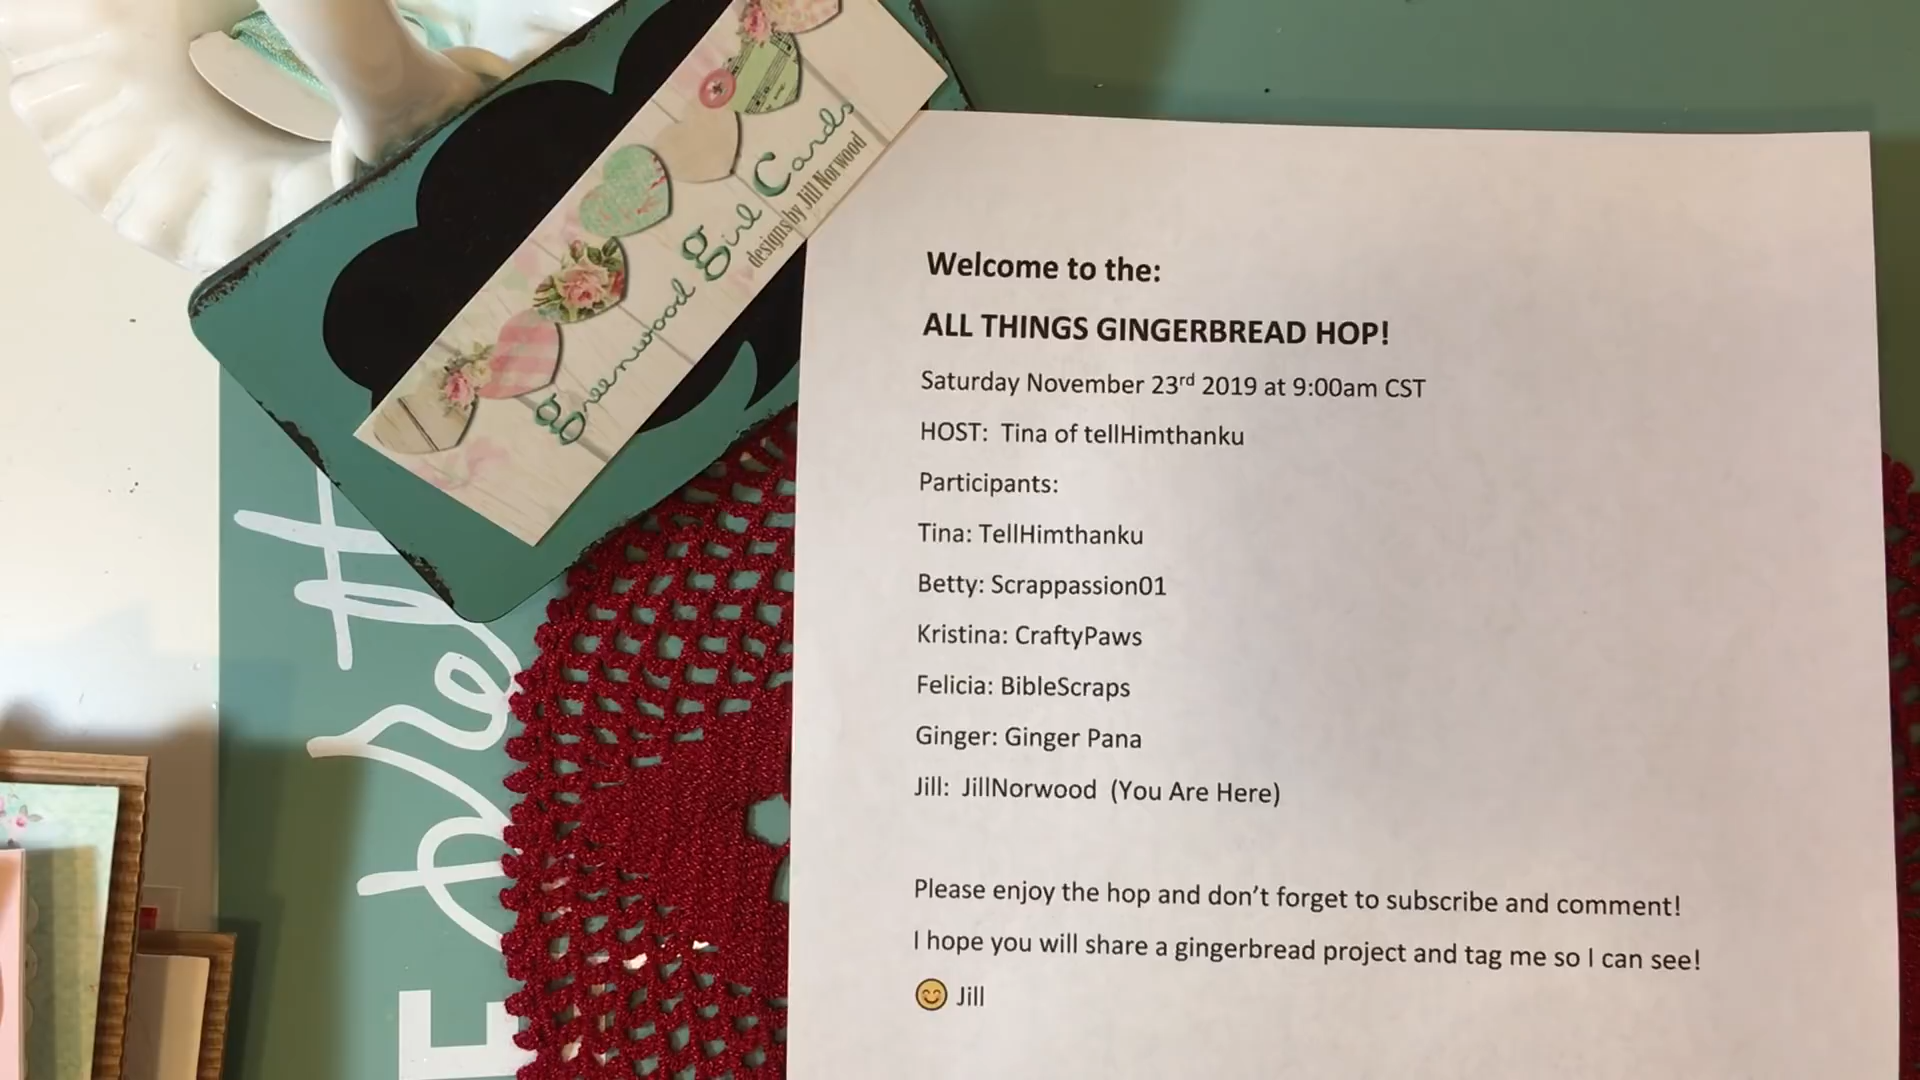 greenwood girl Cards
designs by Jill Norwood
Welcome to the:
ALL THINGS GINGERBREAD HOP!
Saturday November 23rd 2019 at 9:00am CST
HOST:  Tina of tellHimthanku
Participants:
Tina: TellHimthanku
Betty: Scrappassion01
Kristina: CraftyPaws
Felicia: BibleScraps
Ginger: Ginger Pana
Jill:  JillNorwood  (You Are Here)
Please enjoy the hop and don't forget to subscribe and comment!
I hope you will share a gingerbread project and tag me so I can see!
😊 Jill